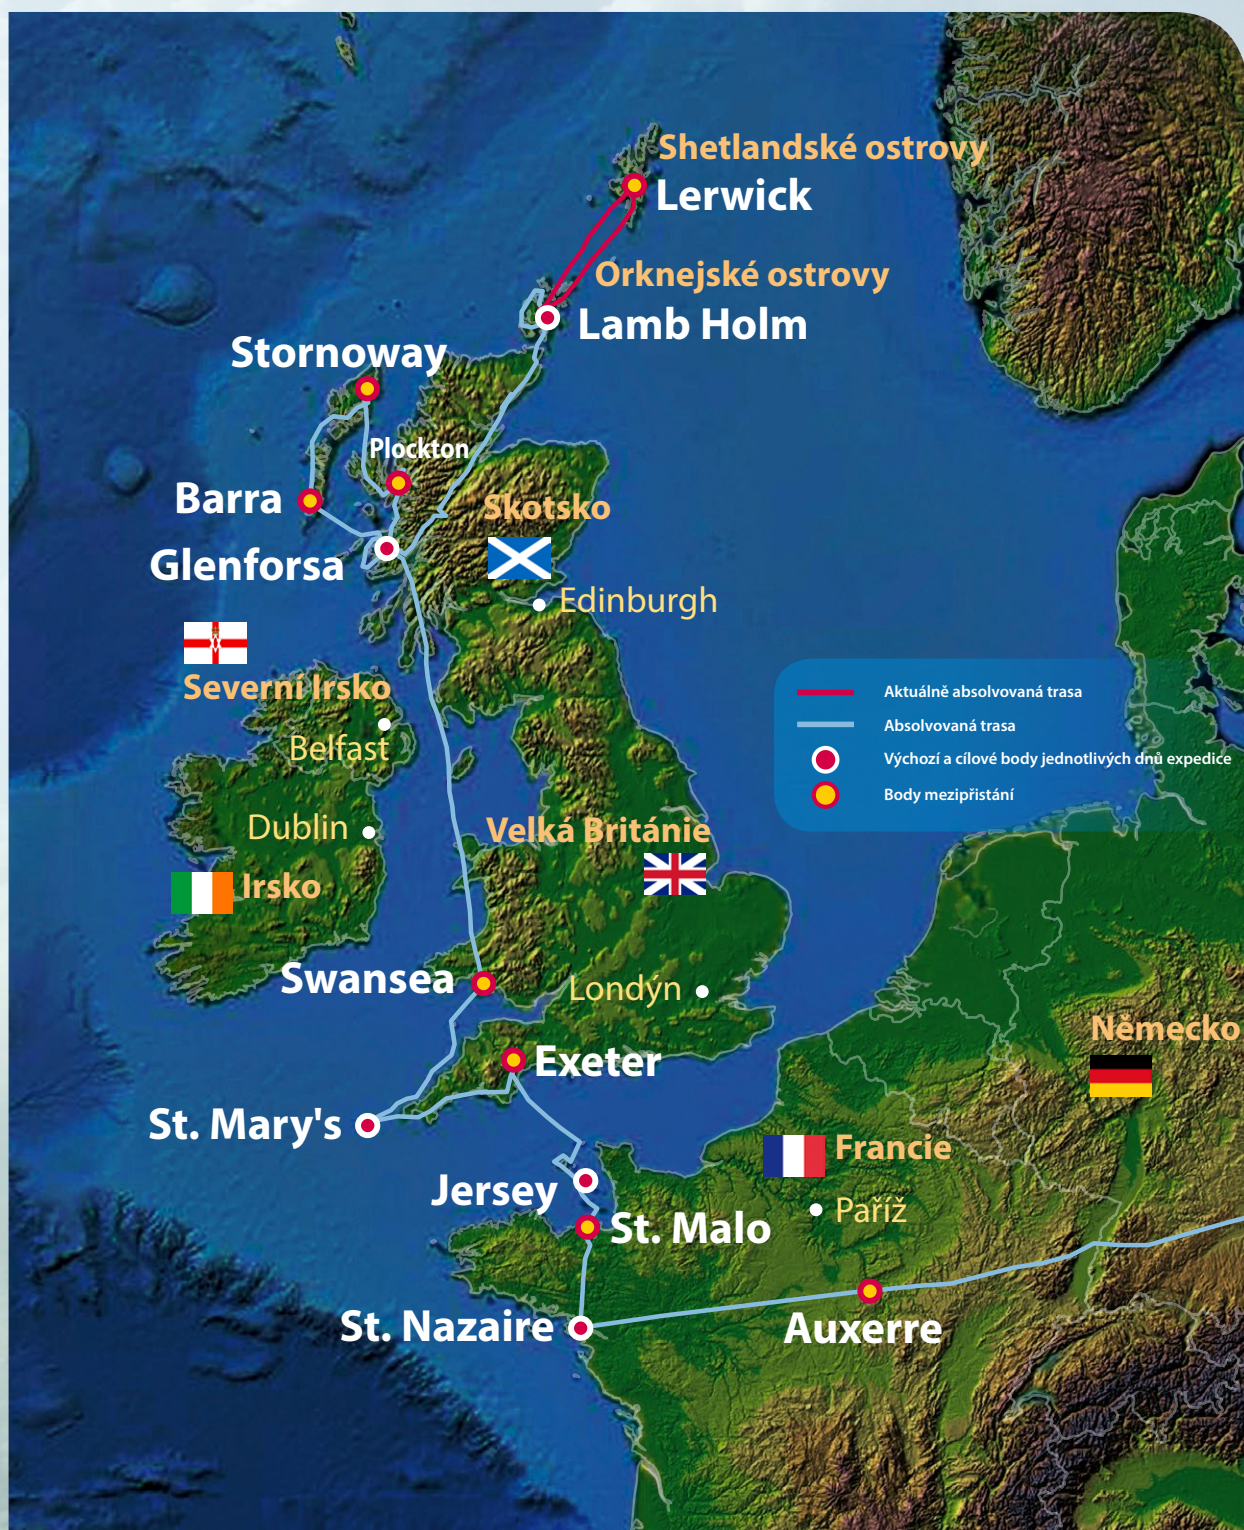 Shetlandské ostrovy
Lerwick
Orknejské ostrovy
Lamb Holm
Stornoway
Plockton
Barra
Skotsko
Glenforsa
Edinburgh
Severní Irsko
Belfast
Aktuálně absolvovaná trasa
Absolvovaná trasa
Výchozí a cílové body jednotlivých dnů expedice
Body mezipřistání
Dublin
Velká Británie
Irsko
Swansea
Londýn
Německo
Exeter
St. Mary's
Francie
Jersey
Paříž
St. Malo
St. Nazaire
Auxerre